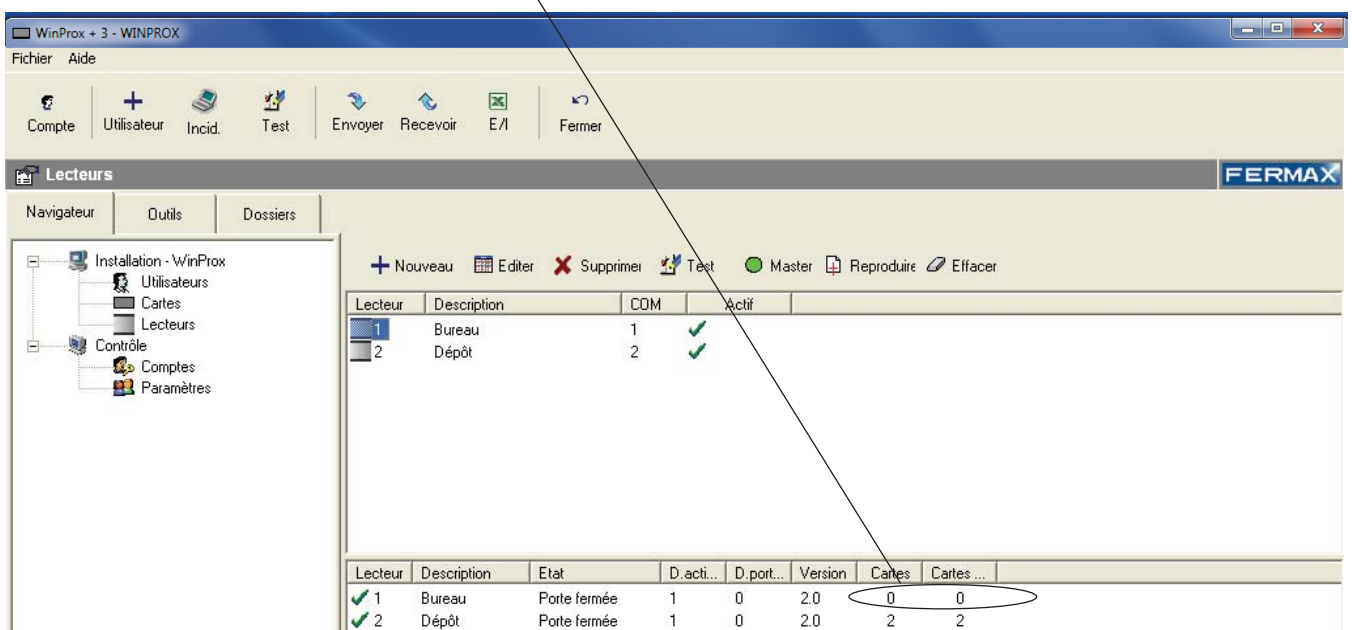 WinProx + 3 - WINPROX
Fichier Aide
Compte Utilisateur Incid. Test Envoyer Recevoir E/I Fermer
Lecteurs FERMAX
Navigateur Outils Dossiers
Installation - WinProx
Utilisateurs
Cartes
Lecteurs
Contrôle
Comptes
Paramètres
Nouveau Editer Supprimer Test Master Reproduire Effacer
Lecteur Description COM Actif
1 Bureau 1
2 Dépôt 2
Lecteur Description Etat D.acti... D.port... Version Cartes Cartes ...
1 Bureau Porte fermée 1 0 2.0 0 0
2 Dépôt Porte fermée 1 0 2.0 2 2